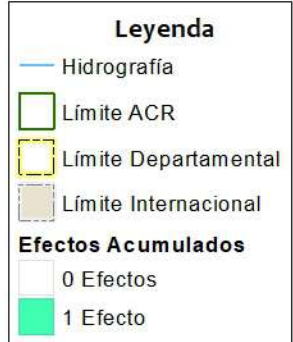 Leyenda
Hidrografía
Límite ACR
Límite Departamental
Límite Internacional
Efectos Acumulados
0 Efectos
1 Efecto